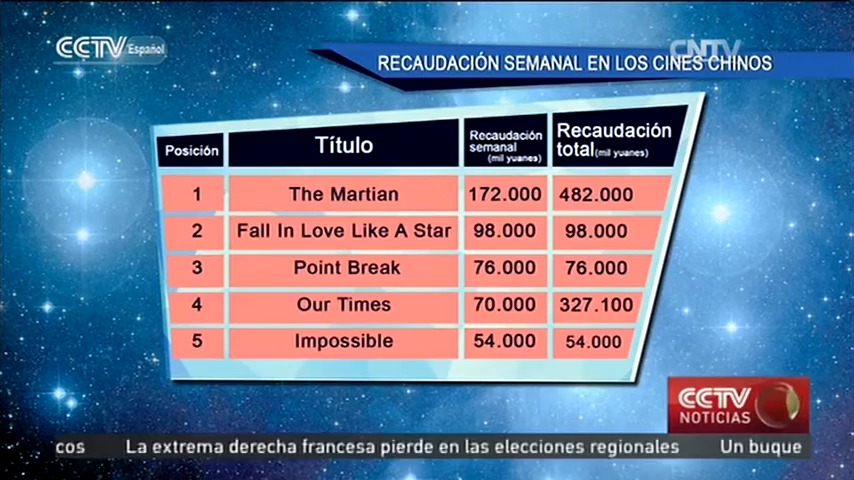 CCTV Español
CNTV
RECAUDACIÓN SEMANAL EN LOS CINES CHINOS
Posición Título Recaudación semanal (mil yuanes) Recaudación total (mil yuanes)
1 The Martian 172.000 482.000
2 Fall In Love Like A Star 98.000 98.000
3 Point Break 76.000 76.000
4 Our Times 70.000 327.100
5 Impossible 54.000 54.000
CCTV
NOTICIAS
cos La extrema derecha francesa pierde en las elecciones regionales Un buque